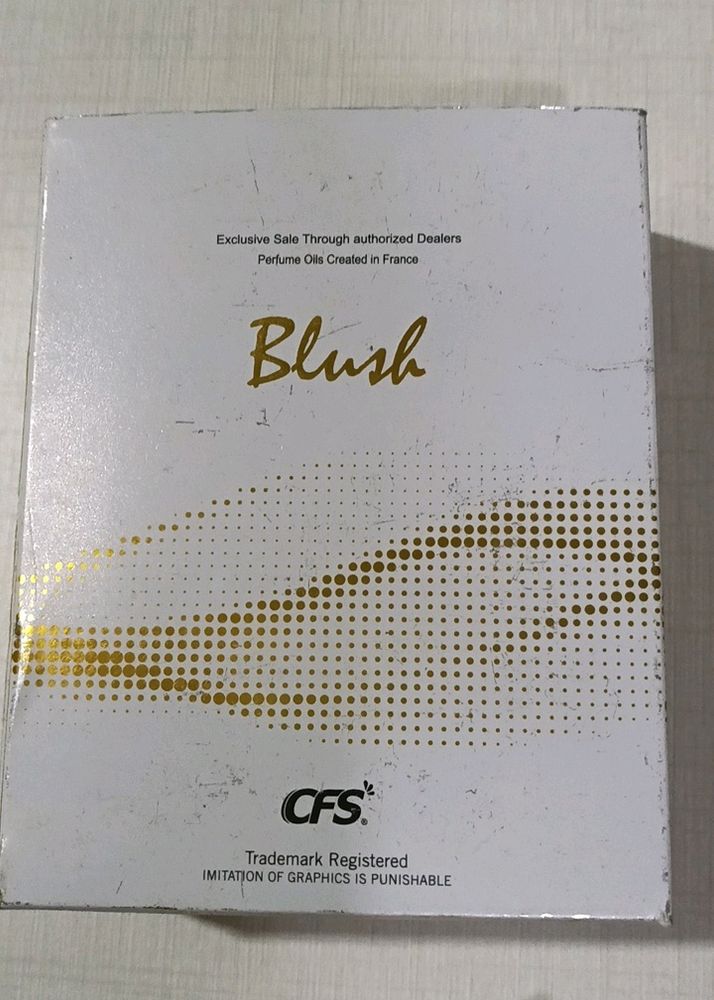 Exclusive Sale Through authorized Dealers
Perfume Oils Created in France
Blush
CFS®
Trademark Registered
IMITATION OF GRAPHICS IS PUNISHABLE